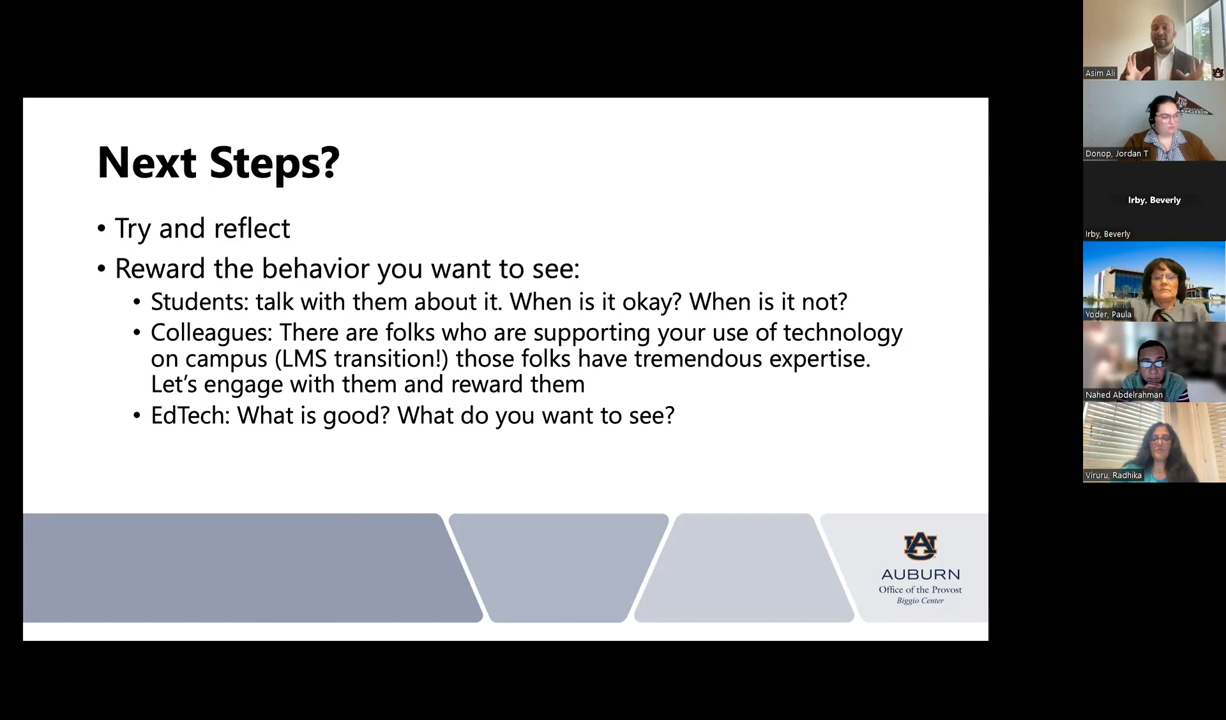 Next Steps?
• Try and reflect
• Reward the behavior you want to see:
• Students: talk with them about it. When is it okay? When is it not?
• Colleagues: There are folks who are supporting your use of technology
on campus (LMS transition!) those folks have tremendous expertise.
Let's engage with them and reward them
• EdTech: What is good? What do you want to see?
AUBURN
Office of the Provost
Biggio Center
Asim Ali
Donop, Jordan T
Irby, Beverly
Irby, Beverly
Yoder, Paula
Nahed Abdelrahman
Viruru, Radhika